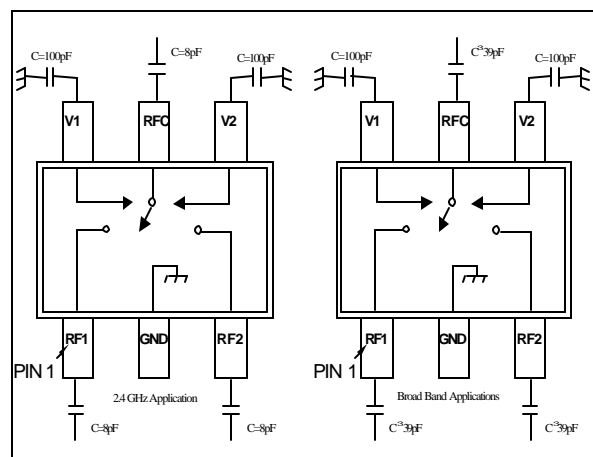 C=100pF
C=8pF
C=100pF
V1
RFC
V2
RF1
GND
RF2
PIN 1
2.4 GHz Application
C=8pF
C=8pF
C=100pF
C³39pF
C=100pF
V1
RFC
V2
RF1
GND
RF2
PIN 1
Broad Band Applications
C³39pF
C³39pF